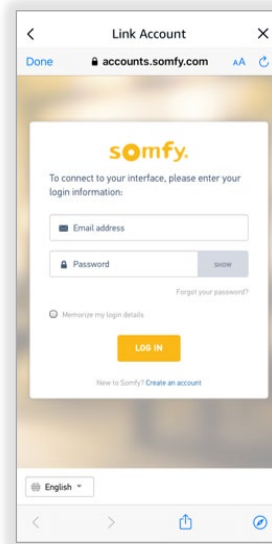 Link Account
Done accounts.somfy.com AA
somfy.
To connect to your interface, please enter your
login information:
Email address
Password SHOW
Forgot your password?
Memorize my login details
LOG IN
New to Somfy? Create an account
English